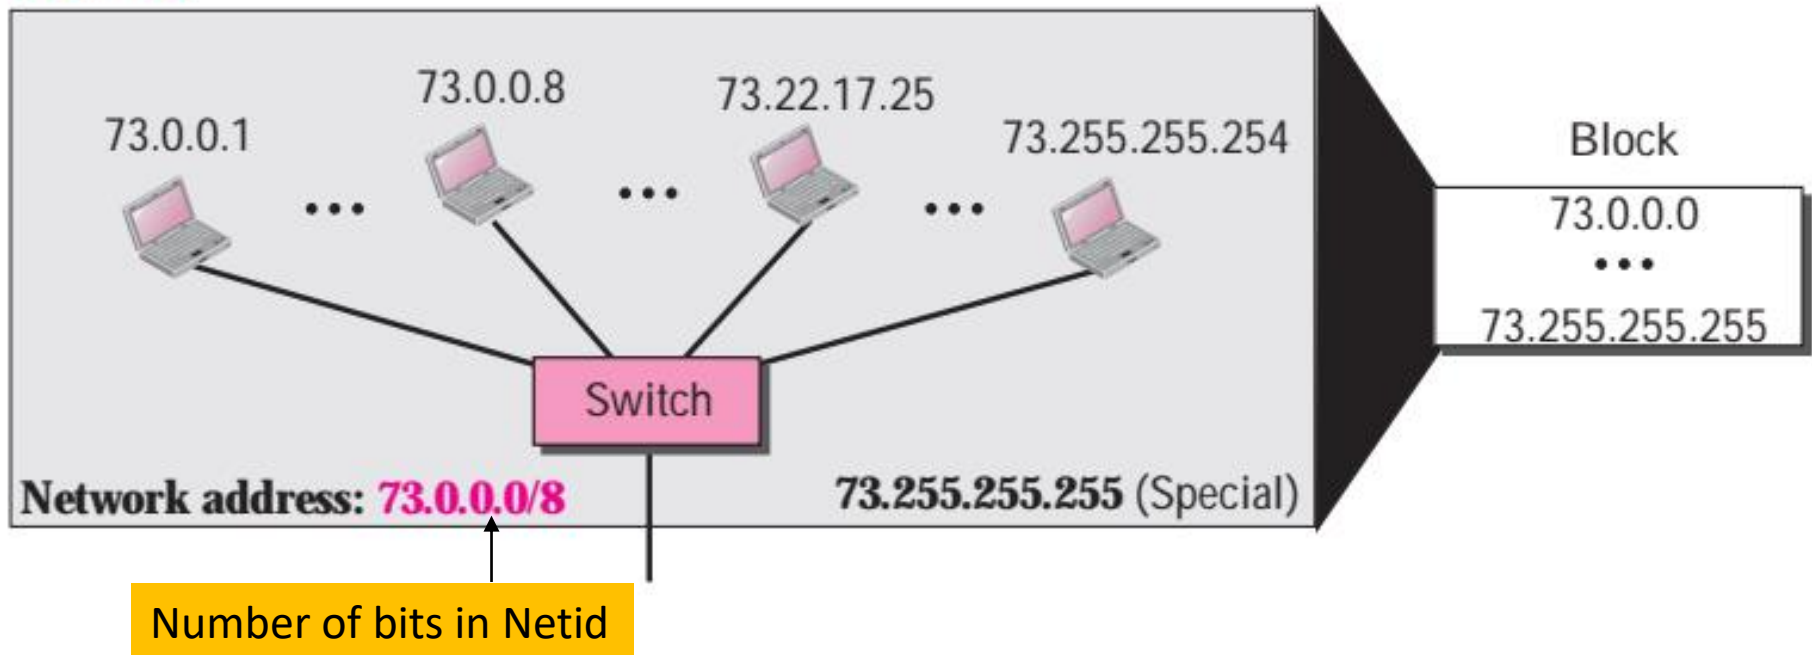 73.0.0.1
73.0.0.8
73.22.17.25
73.255.255.254
Switch
Network address: 73.0.0.0/8
73.255.255.255 (Special)
Block
73.0.0.0
73.255.255.255
Number of bits in Netid